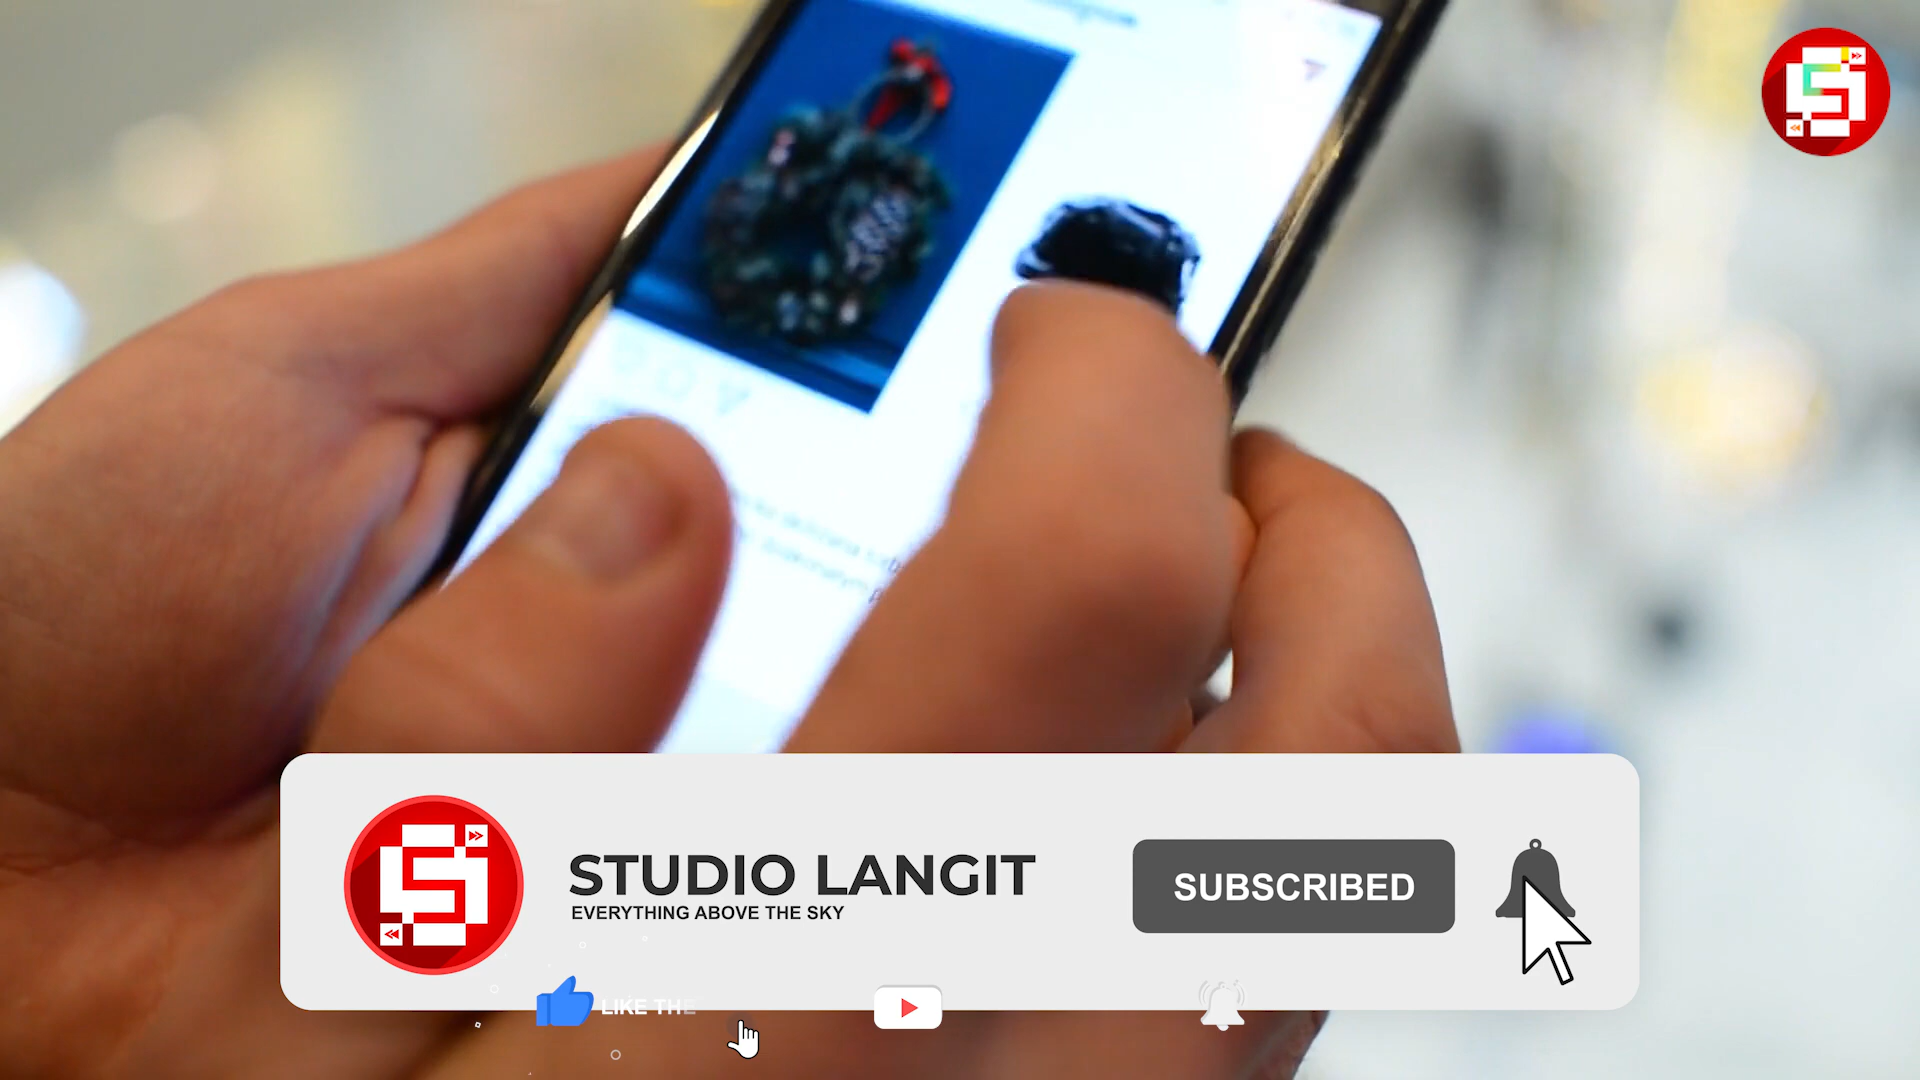 STUDIO LANGIT
EVERYTHING ABOVE THE SKY
SUBSCRIBED
LIKE THE